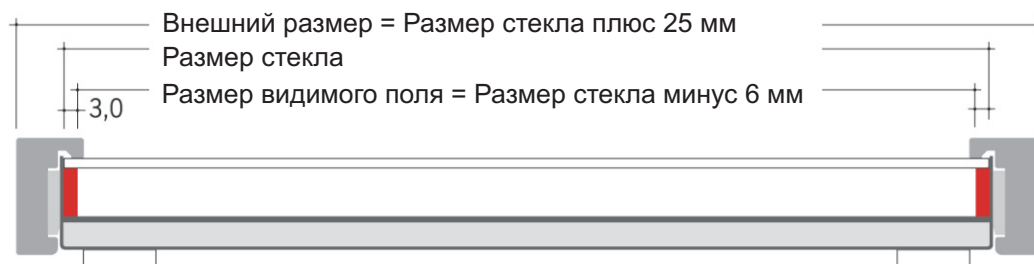 Внешний размер = Размер стекла плюс 25 мм
Размер стекла
Размер видимого поля = Размер стекла минус 6 мм
3,0